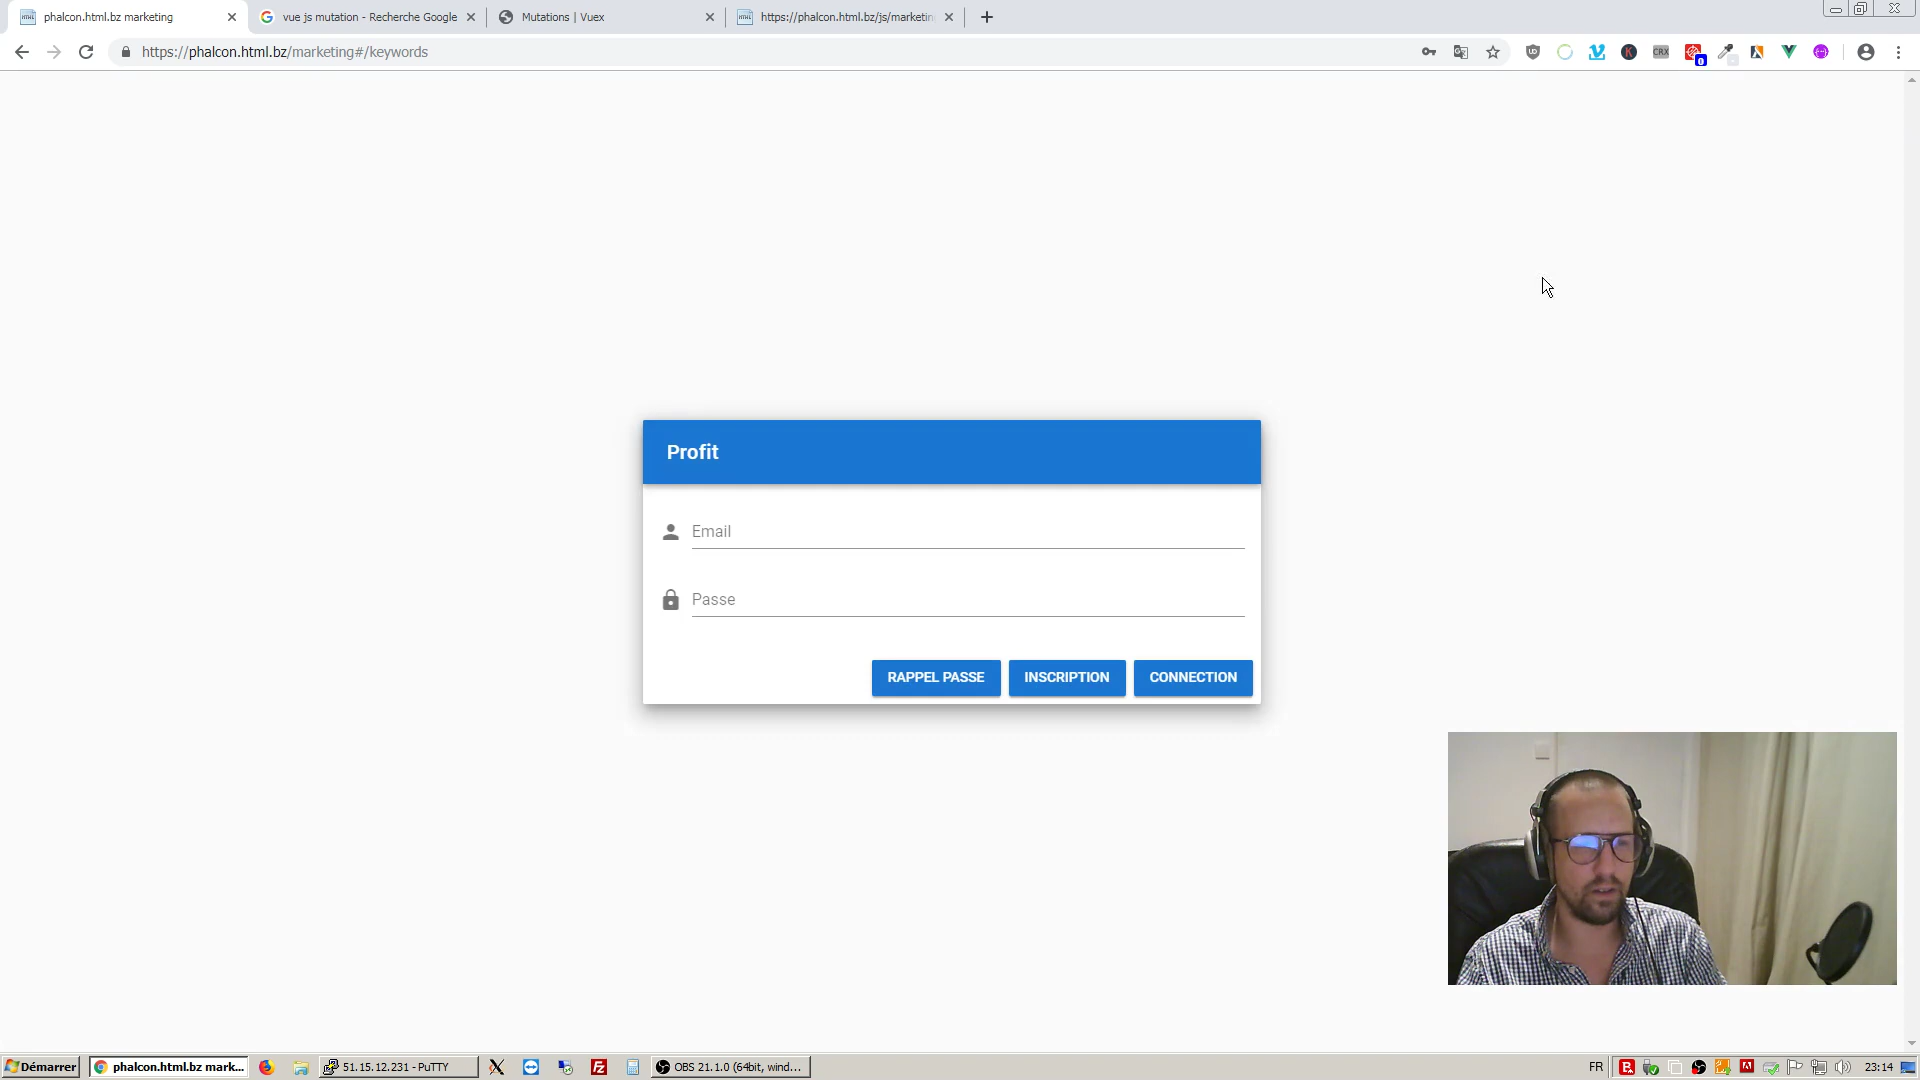 phalcon.html.bz marketing
vue js mutation - Recherche Google
Mutations | Vuex
https://phalcon.html.bz/js/marketin
https://phalcon.html.bz/marketing#/keywords
CRX
0
Profit
Email
Passe
RAPPEL PASSE
INSCRIPTION
CONNECTION
Démarrer
phalcon.html.bz mark...
51.15.12.231 - PuTTY
OBS 21.1.0 (64bit, wind...
FR
23:14